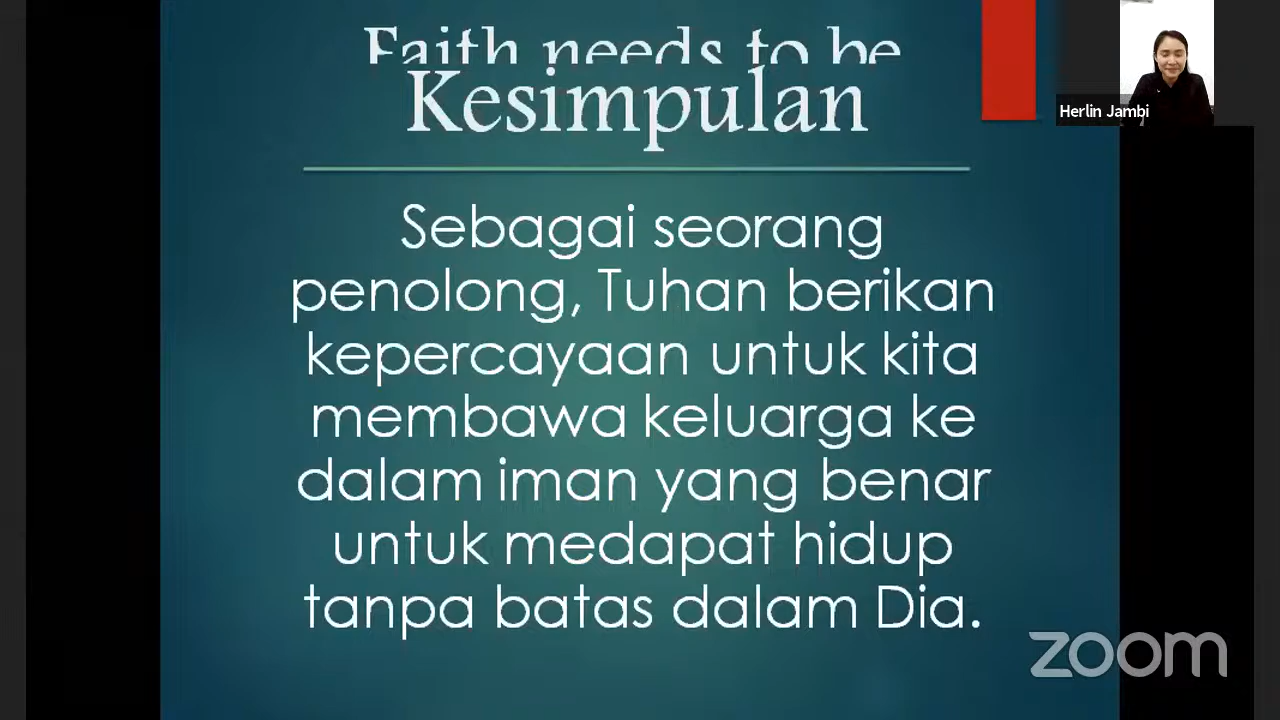 Faith needs to be
Kesimpulan
Herlin Jambi
Sebagai seorang
penolong, Tuhan berikan
kepercayaan untuk kita
membawa keluarga ke
dalam iman yang benar
untuk medapat hidup
tanpa batas dalam Dia.
zoom